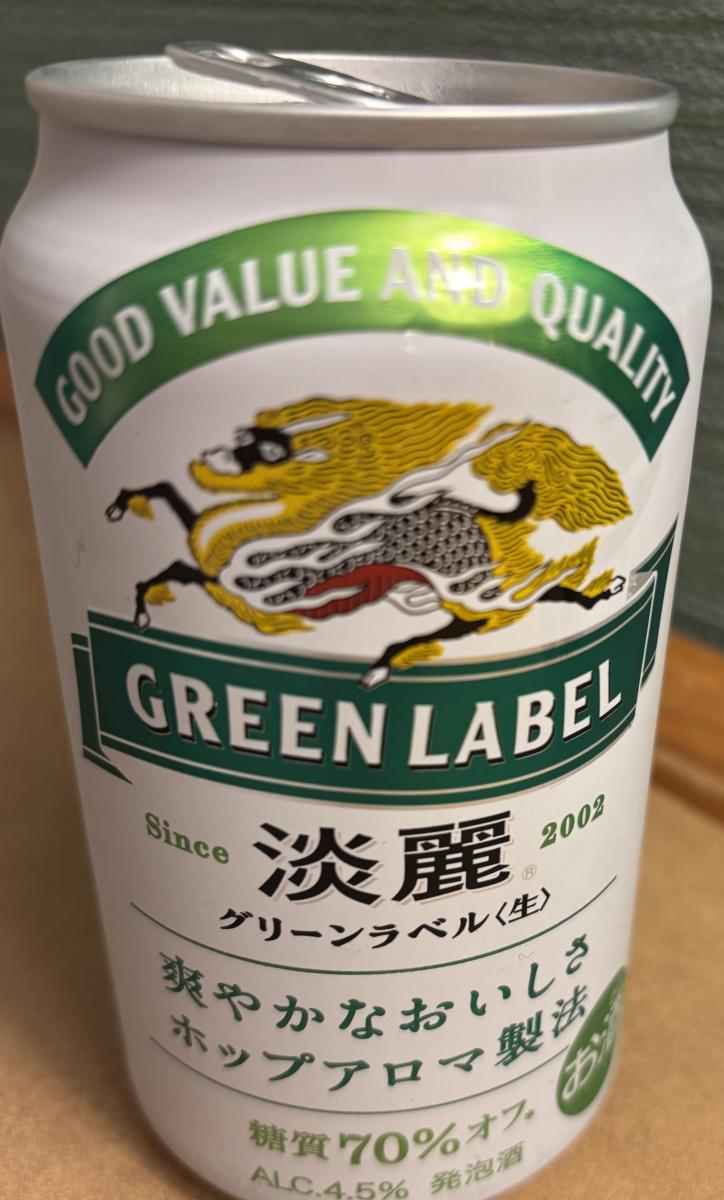 GOOD VALUE AND QUALITY
GREEN LABEL
Since 淡麗® 2002
グリーンラベル〈生〉
爽やかなおいしさ
ホップアロマ製法
お酒
糖質70%オフ*
ALC.4.5% 発泡酒